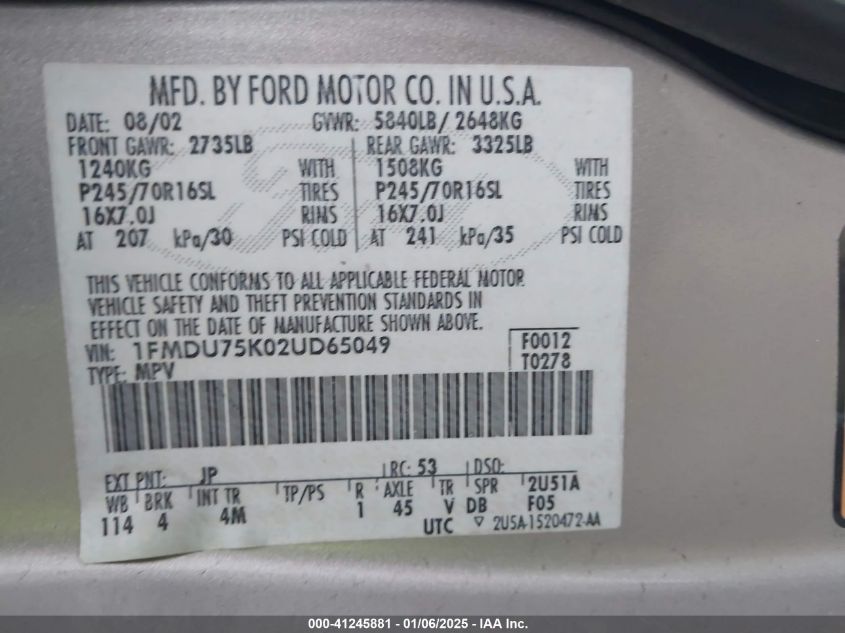 MFD. BY FORD MOTOR CO. IN U.S.A.
DATE: 08/02 GVWR: 5840LB/ 2648KG
FRONT GAWR: 2735LB REAR GAWR: 3325LB
1240KG WITH 1508KG WITH
P245/70R16SL TIRES P245/70R16SL TIRES
16X7.0J RIMS 16X7.0J RIMS
AT 207 kPa/30 PSI COLD AT 241 kPa/35 PSI COLD
THIS VEHICLE CONFORMS TO ALL APPLICABLE FEDERAL MOTOR
VEHICLE SAFETY AND THEFT PREVENTION STANDARDS IN
EFFECT ON THE DATE OF MANUFACTURE SHOWN ABOVE.
VIN: 1FMDU75K02UD65049 F0012
TYPE: MPV T0278
EXT PNT: JP RC: 53 DSO:
WB BRK INT TR TP/PS R AXLE TR SPR 2U51A
114 4 4M 1 45 V DB F05
UTC ▽ 2U5A-1520472-AA
000-41245881 / 01/06/2025 - IAA Inc.